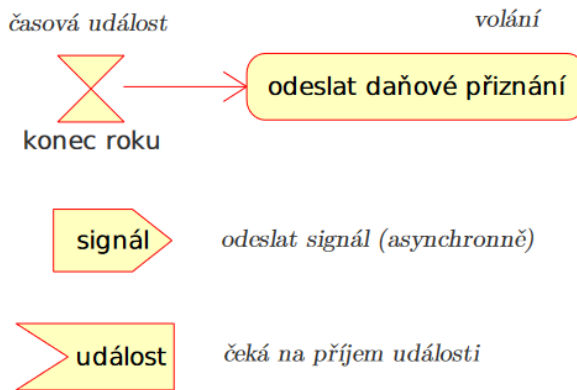 časová událost
volání
odeslat daňové přiznání
konec roku
signál
odeslat signál (asynchronně)
událost
čeká na příjem události